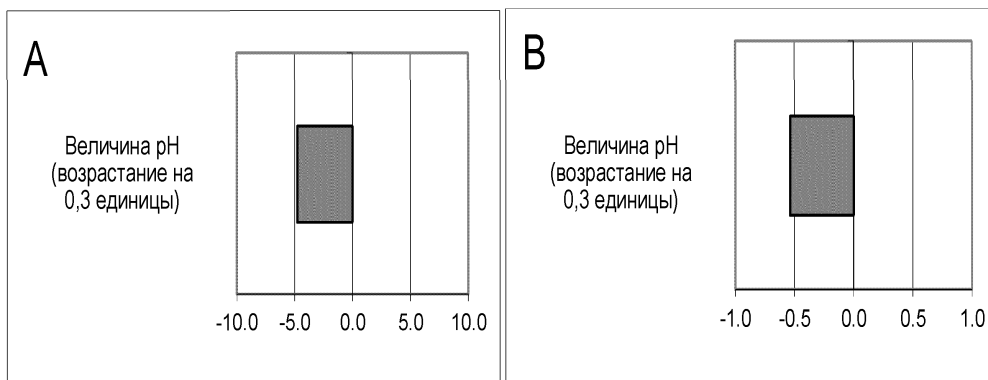 A
Величина pH
(возрастание на
0,3 единицы)
-10.0 -5.0 0.0 5.0 10.0
B
Величина pH
(возрастание на
0,3 единицы)
-1.0 -0.5 0.0 0.5 1.0